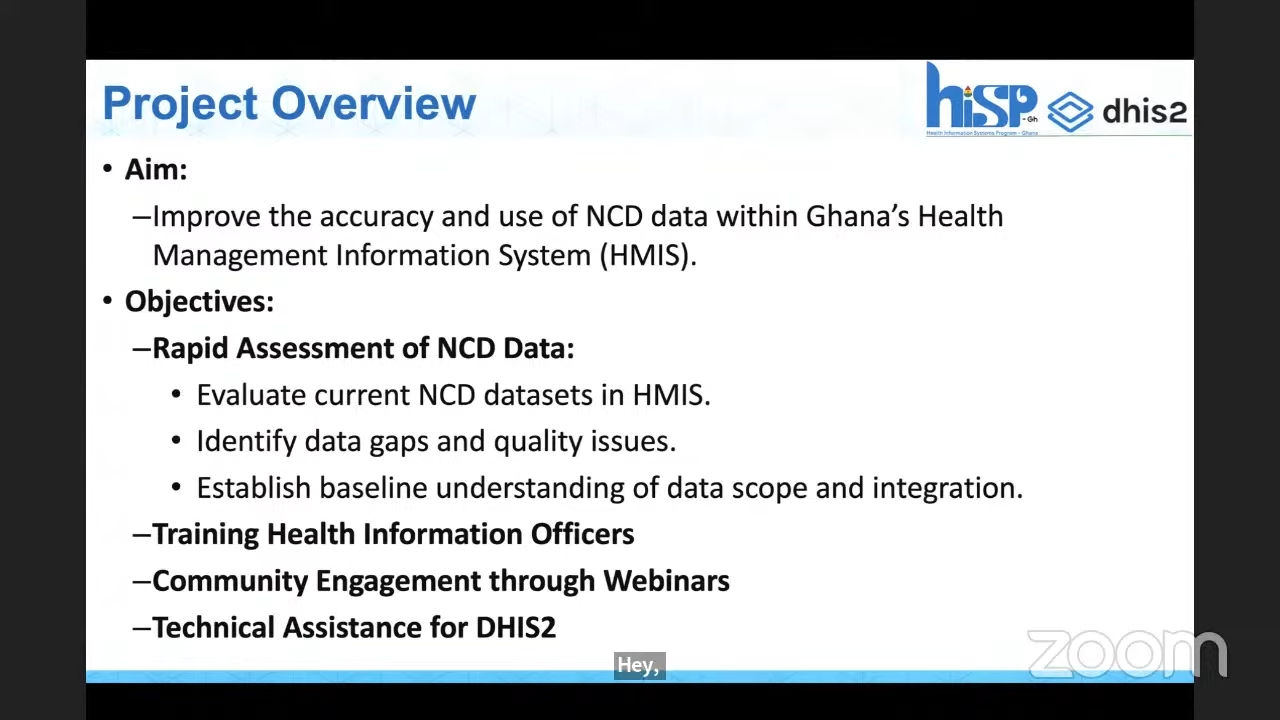 Project Overview
hiSP
-Gh
Health Information Systems Program - Ghana
dhis2
• Aim:
–Improve the accuracy and use of NCD data within Ghana’s Health
Management Information System (HMIS).
• Objectives:
–Rapid Assessment of NCD Data:
• Evaluate current NCD datasets in HMIS.
• Identify data gaps and quality issues.
• Establish baseline understanding of data scope and integration.
–Training Health Information Officers
–Community Engagement through Webinars
–Technical Assistance for DHIS2
Hey,
zoom